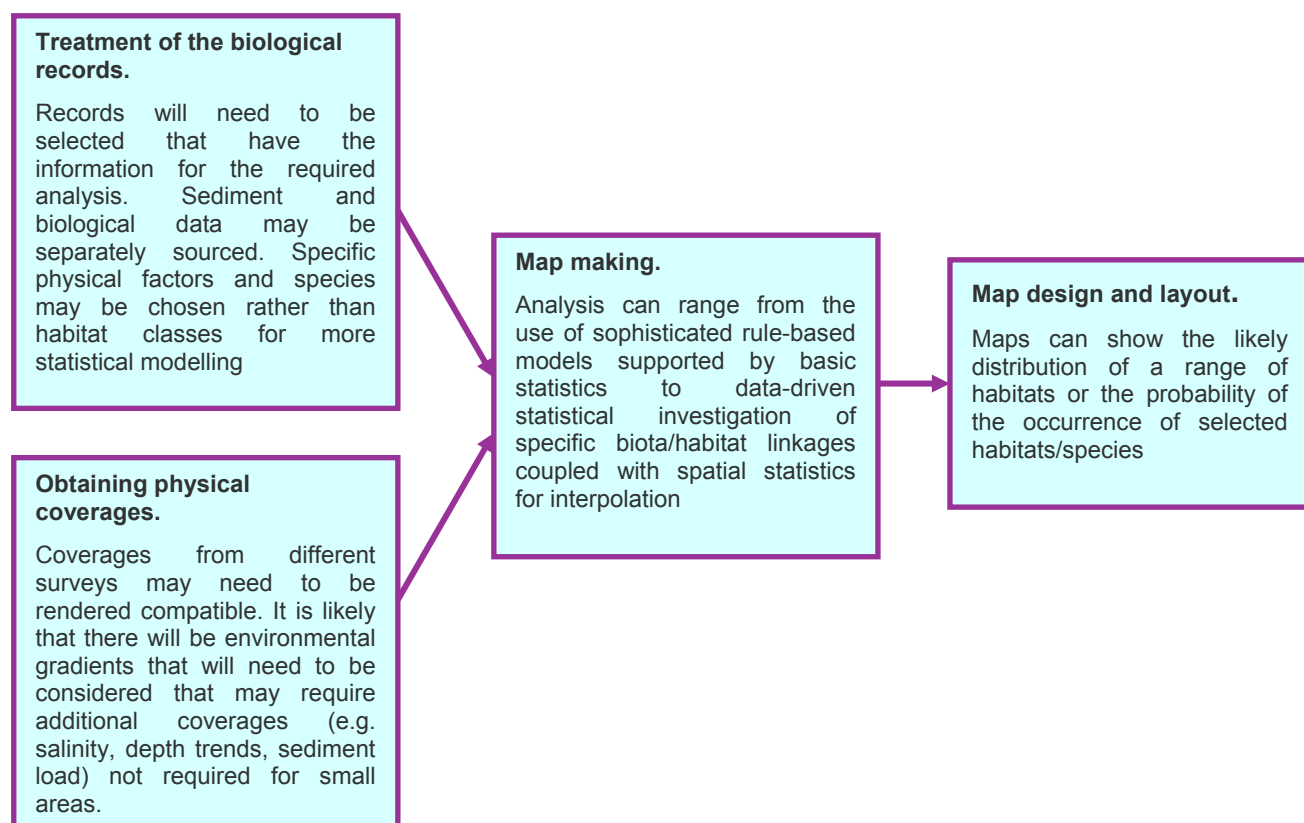 Treatment of the biological
records.
Records will need to be
selected that have the
information for the required
analysis. Sediment and
biological data may be
separately sourced. Specific
physical factors and species
may be chosen rather than
habitat classes for more
statistical modelling
Obtaining physical
coverages.
Coverages from different
surveys may need to be
rendered compatible. It is likely
that there will be environmental
gradients that will need to be
considered that may require
additional coverages (e.g.
salinity, depth trends, sediment
load) not required for small
areas.
Map making.
Analysis can range from the
use of sophisticated rule-based
models supported by basic
statistics to data-driven
statistical investigation of
specific biota/habitat linkages
coupled with spatial statistics
for interpolation
Map design and layout.
Maps can show the likely
distribution of a range of
habitats or the probability of
the occurrence of selected
habitats/species